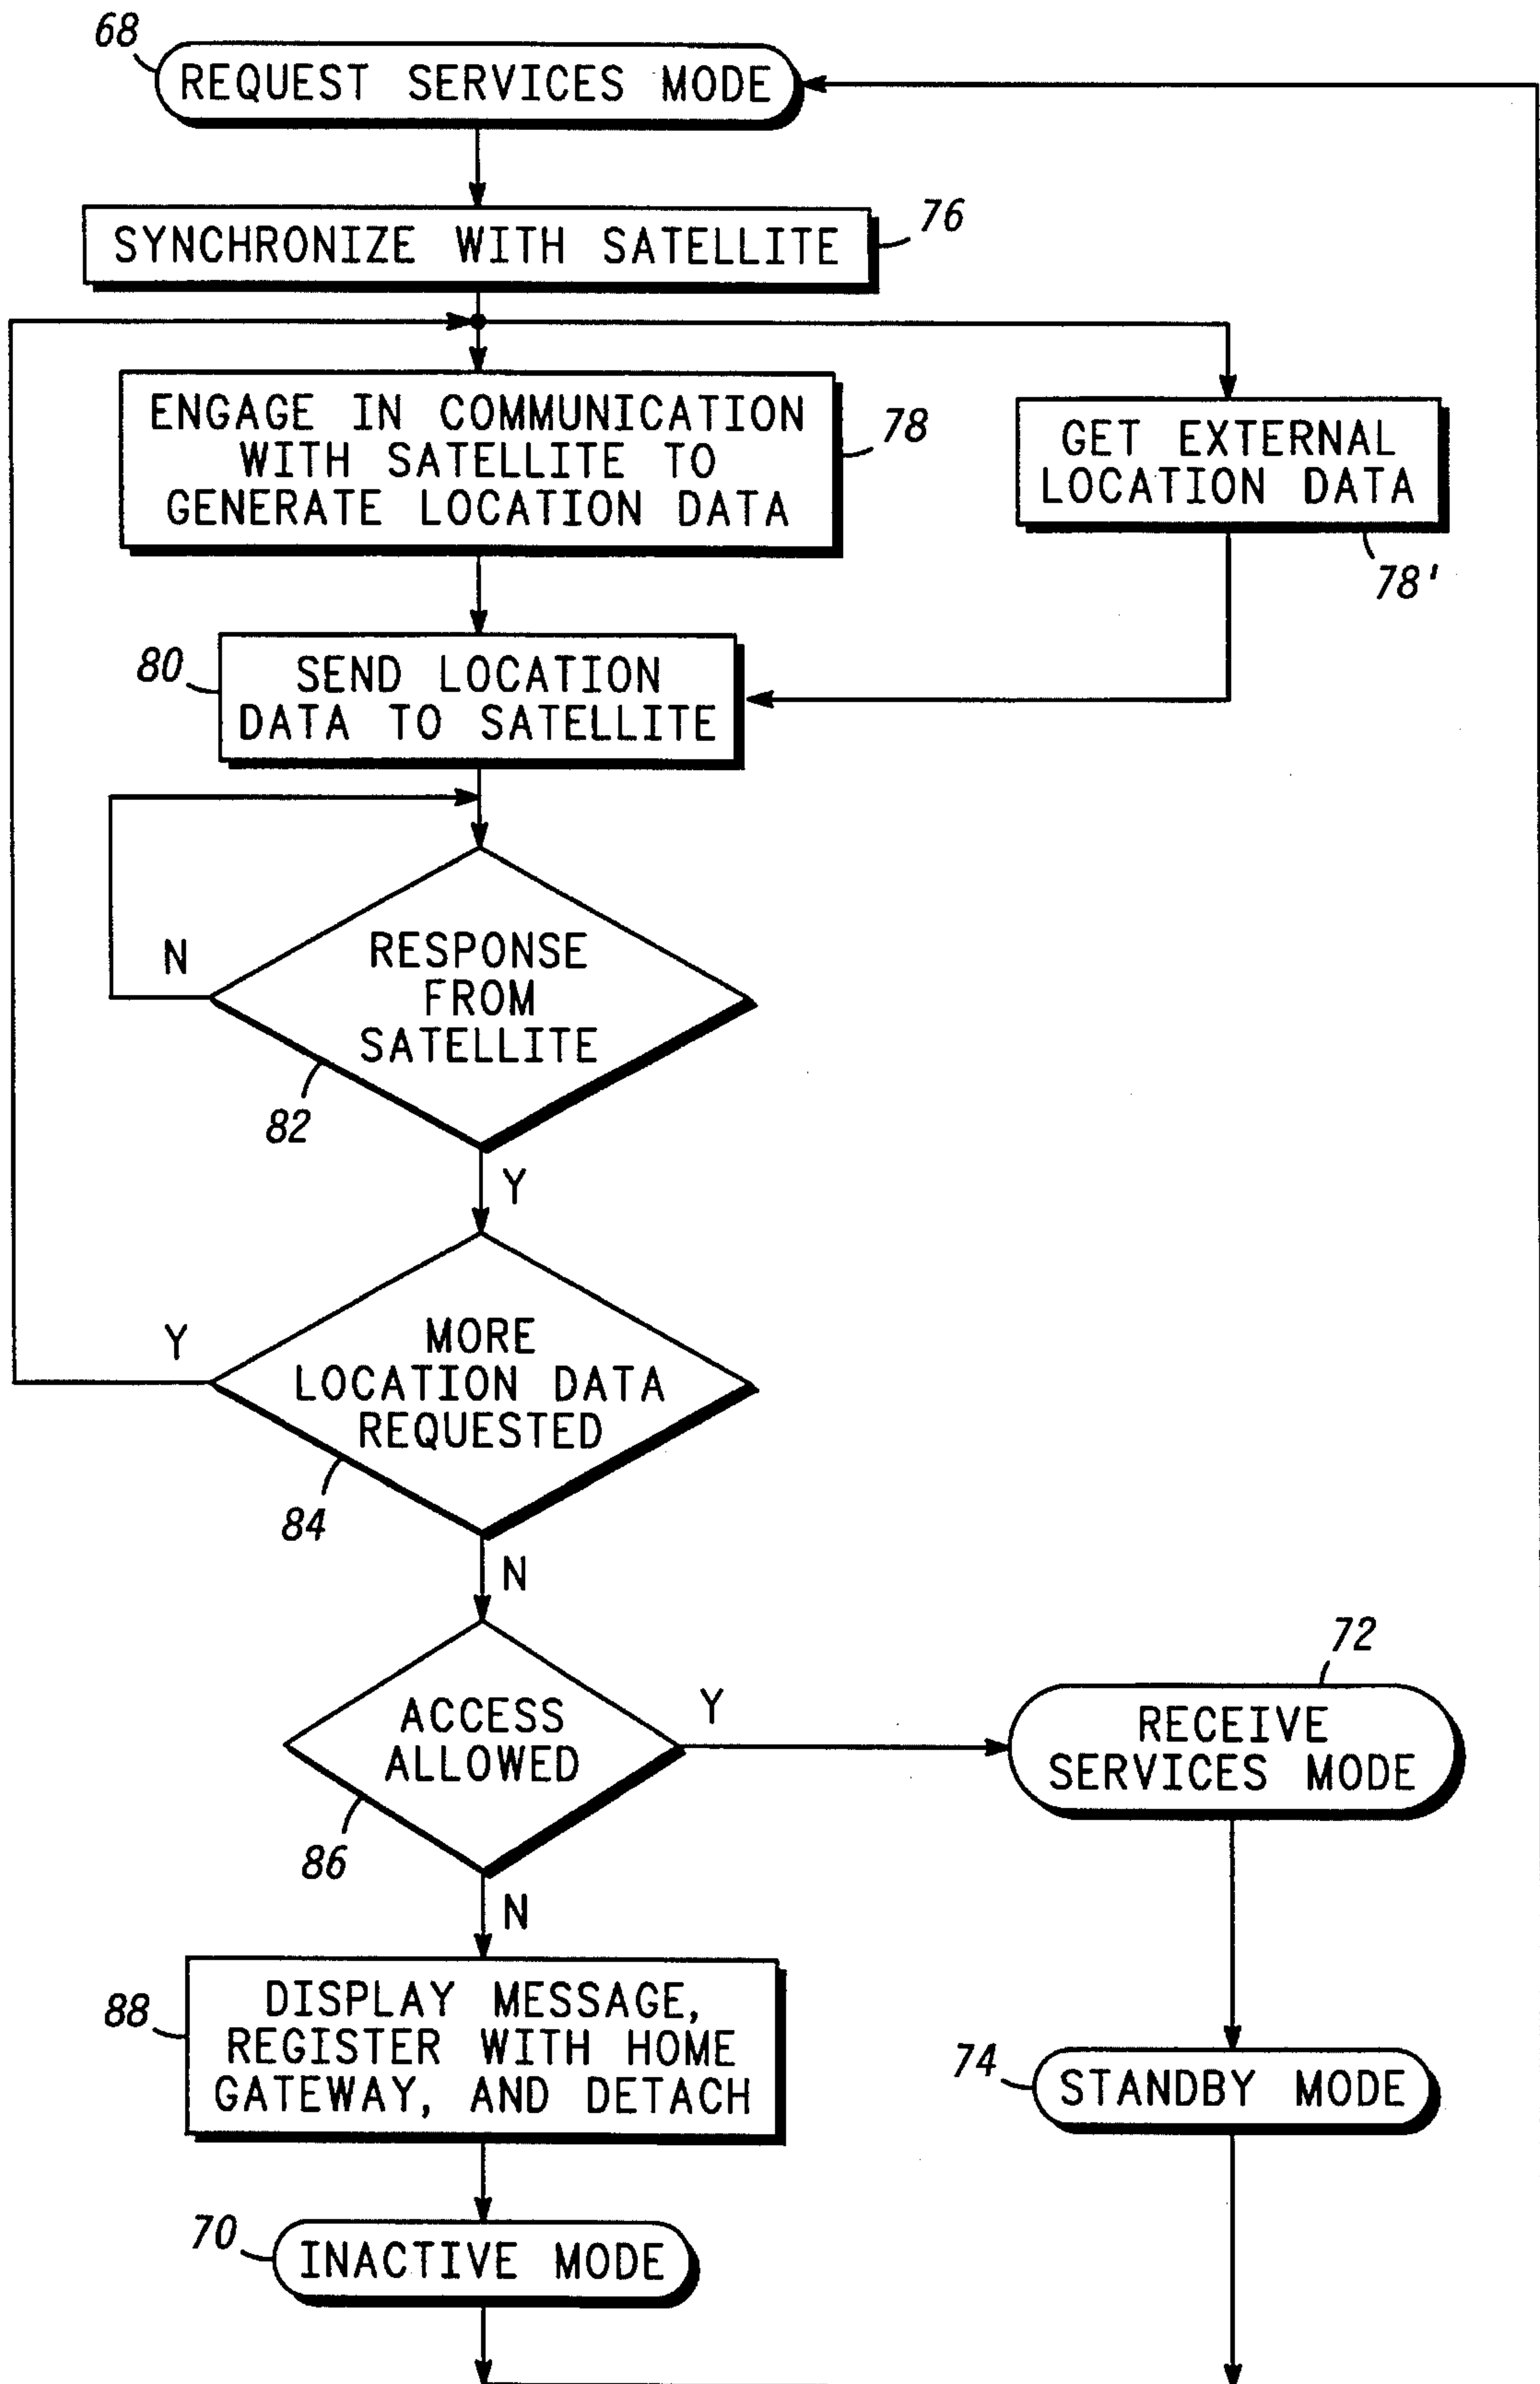 68
REQUEST SERVICES MODE
SYNCHRONIZE WITH SATELLITE
76
ENGAGE IN COMMUNICATION
WITH SATELLITE TO
GENERATE LOCATION DATA
78
GET EXTERNAL
LOCATION DATA
78'
80
SEND LOCATION
DATA TO SATELLITE
N
RESPONSE
FROM
SATELLITE
82
Y
Y
MORE
LOCATION DATA
REQUESTED
84
N
ACCESS
ALLOWED
86
Y
72
RECEIVE
SERVICES MODE
N
88
DISPLAY MESSAGE,
REGISTER WITH HOME
GATEWAY, AND DETACH
74
STANDBY MODE
70
INACTIVE MODE